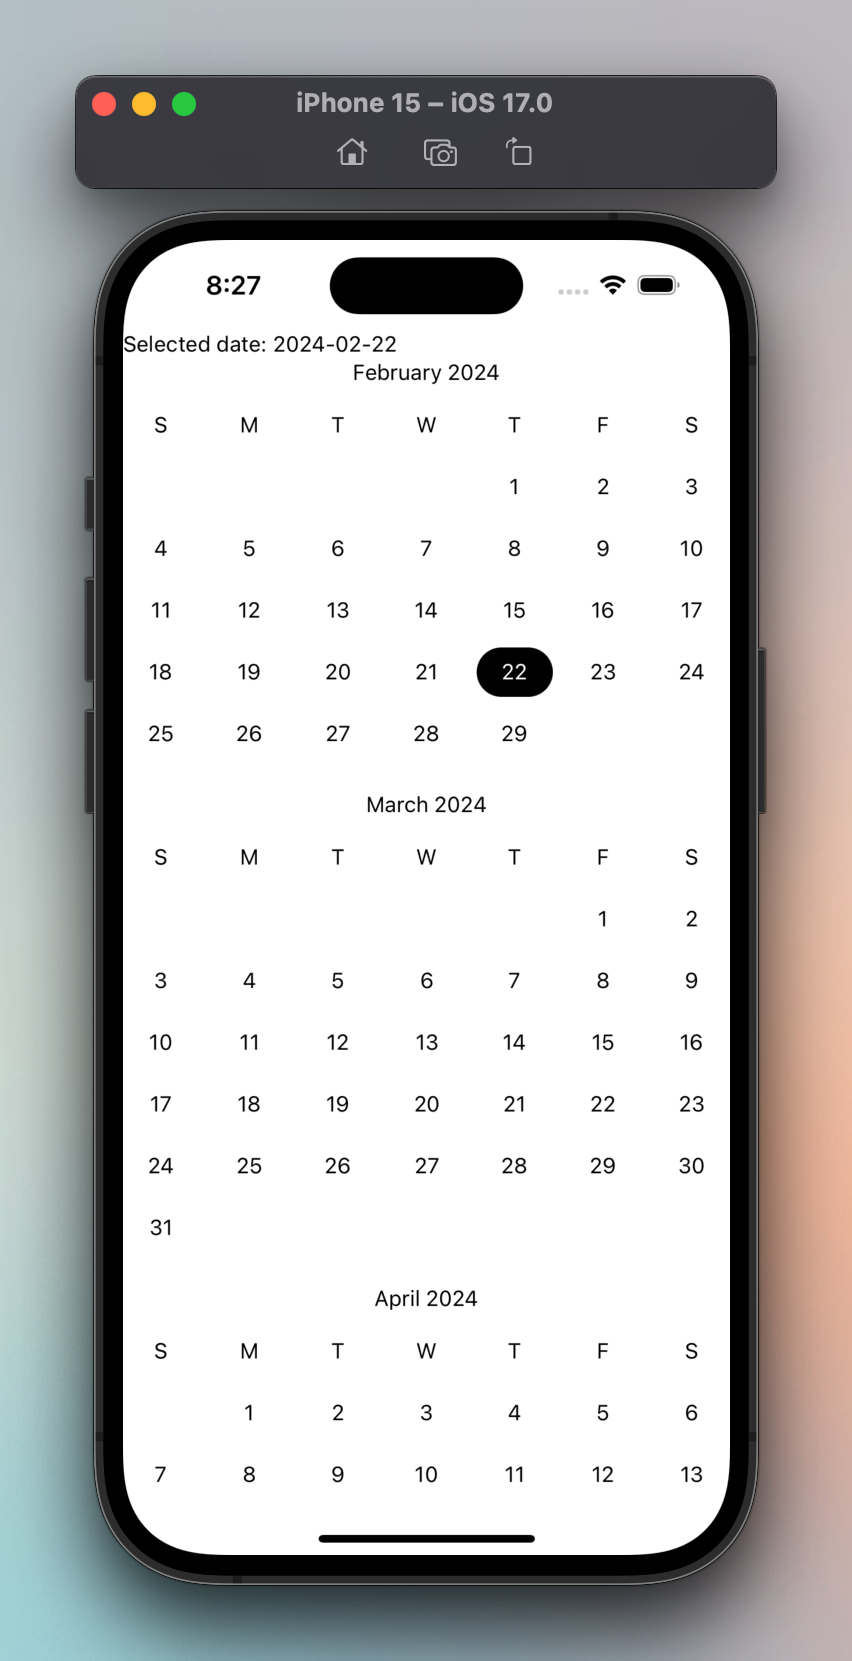 iPhone 15 – iOS 17.0
8:27
Selected date: 2024-02-22
February 2024
S M T W T F S
1 2 3
4 5 6 7 8 9 10
11 12 13 14 15 16 17
18 19 20 21 22 23 24
25 26 27 28 29
March 2024
S M T W T F S
1 2
3 4 5 6 7 8 9
10 11 12 13 14 15 16
17 18 19 20 21 22 23
24 25 26 27 28 29 30
31
April 2024
S M T W T F S
1 2 3 4 5 6
7 8 9 10 11 12 13